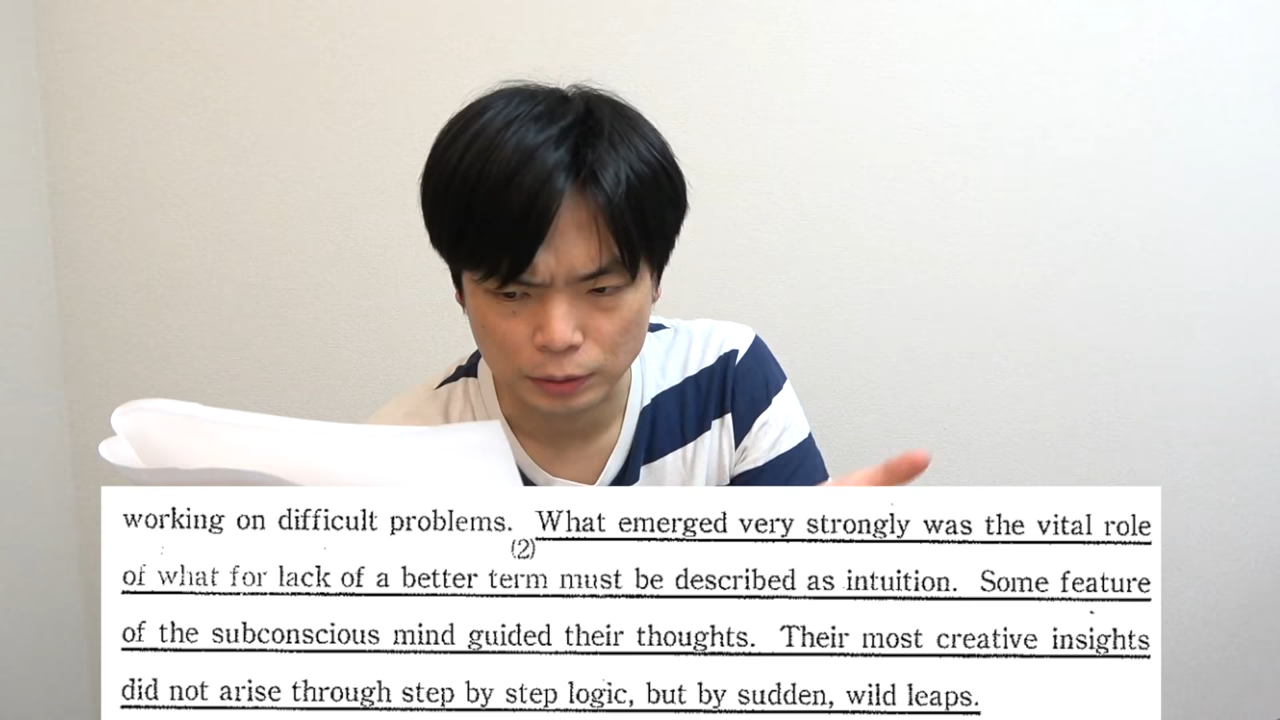 working on difficult problems. What emerged very strongly was the vital role
(2)
of what for lack of a better term must be described as intuition. Some feature
of the subconscious mind guided their thoughts. Their most creative insights
did not arise through step by step logic, but by sudden, wild leaps.